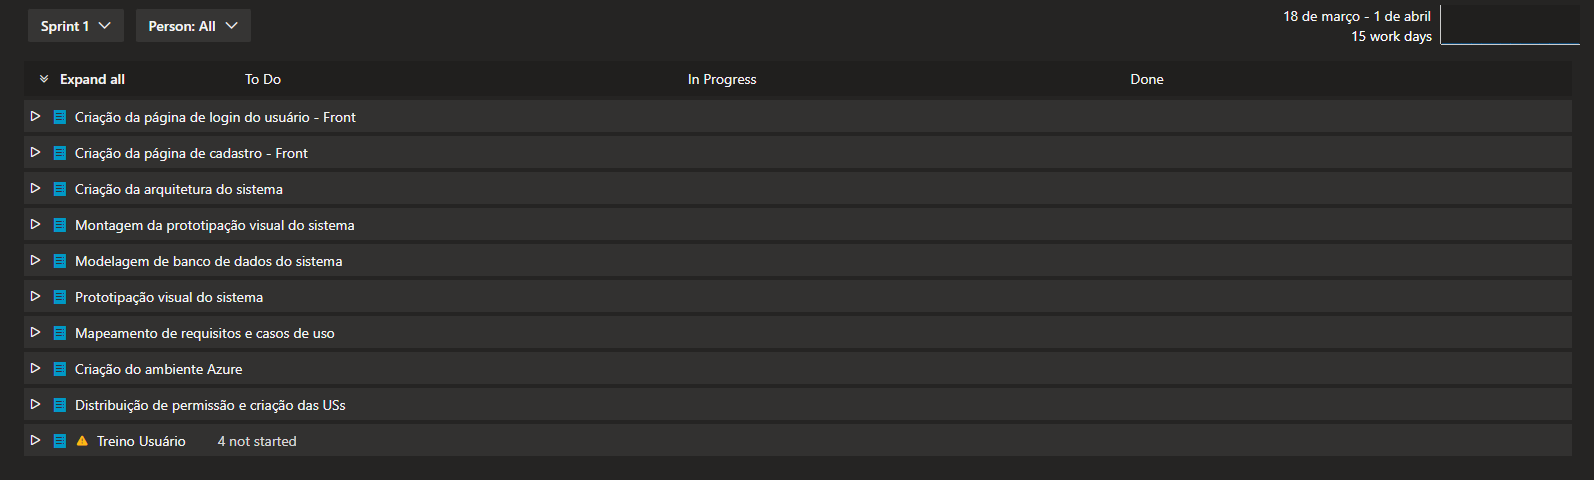 Sprint 1 Person: All 18 de março - 1 de abril
15 work days
Expand all To Do In Progress Done
Criação da página de login do usuário - Front
Criação da página de cadastro - Front
Criação da arquitetura do sistema
Montagem da prototipação visual do sistema
Modelagem de banco de dados do sistema
Prototipação visual do sistema
Mapeamento de requisitos e casos de uso
Criação do ambiente Azure
Distribuição de permissão e criação das USs
Treino Usuário 4 not started